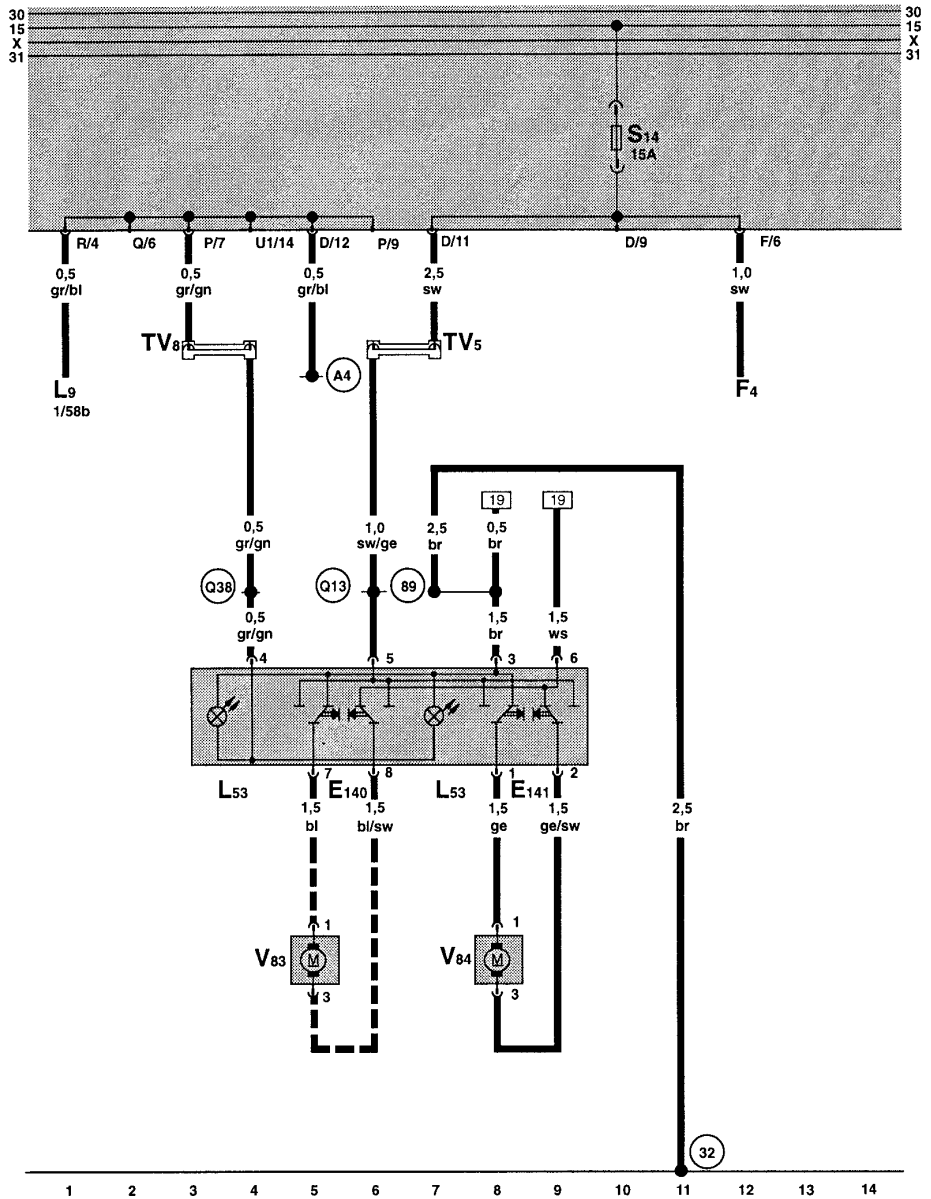 30 30
15 15
X X
31 31
S14
15A
R/4 Q/6 P/7 U1/14 D/12 P/9 D/11 D/9 F/6
0,5 0,5 0,5 2,5 1,0
gr/bl gr/gn gr/bl sw sw
TV8 TV5
A4
L9 F4
1/58b
19 19
0,5 1,0 2,5 0,5
gr/gn sw/ge br br
Q38 Q13 89
0,5 1,5 1,5
gr/gn br ws
4 5 3 6
7 8 1 2
L53 E140 L53 E141
1,5 1,5 1,5 1,5 2,5
bl bl/sw ge ge/sw br
1 1
V83 M V84 M
3 3
32
1 2 3 4 5 6 7 8 9 10 11 12 13 14